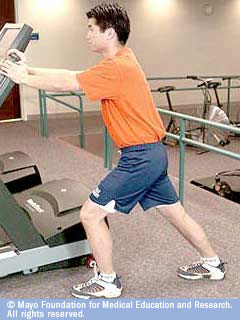 © Mayo Foundation for Medical Education and Research.
All rights reserved.